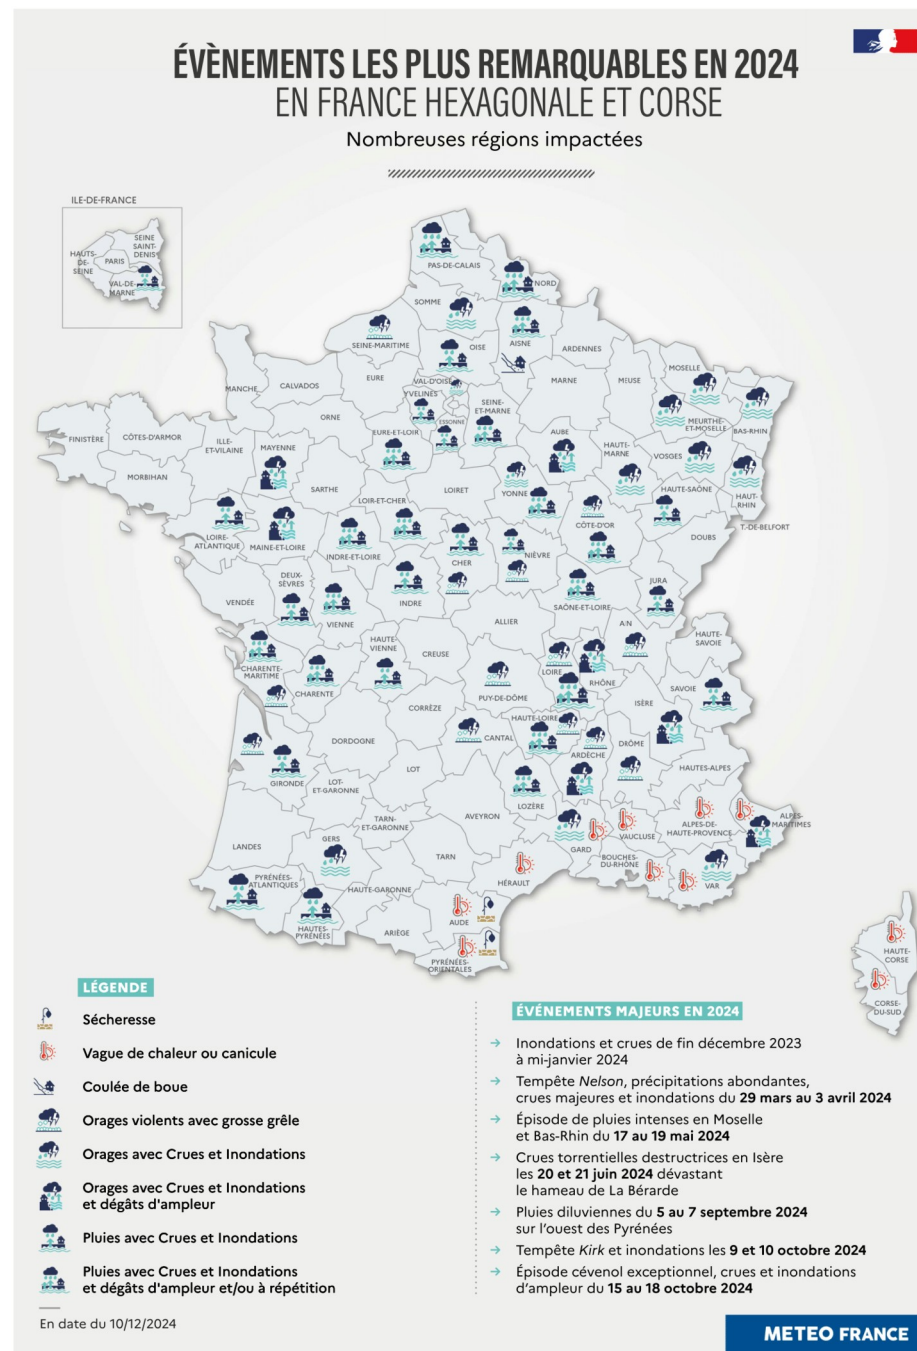 ÉVÈNEMENTS LES PLUS REMARQUABLES EN 2024
EN FRANCE HEXAGONALE ET CORSE
Nombreuses régions impactées
ILE-DE-FRANCE
SEINE
SAINT-
DENIS
HAUTS-
DE-
SEINE
PARIS
VAL-DE-
MARNE
PAS-DE-CALAIS
NORD
SOMME
SEINE-MARITIME
OISE
AISNE
ARDENNES
MANCHE
CALVADOS
EURE
VAL-D'OISE
YVELINES
ESSONNE
SEINE-
ET-MARNE
MARNE
MEUSE
MOSELLE
MEURTHE-
ET-MOSELLE
BAS-RHIN
FINISTÈRE
CÔTES-D'ARMOR
ILLE-
ET-VILAINE
MAYENNE
ORNE
EURE-ET-LOIR
AUBE
HAUTE-
MARNE
VOSGES
MORBIHAN
SARTHE
LOIR-ET-CHER
LOIRET
YONNE
HAUTE-SAÔNE
HAUT-
RHIN
T.-DE-BELFORT
LOIRE-
ATLANTIQUE
MAINE-ET-LOIRE
INDRE-ET-LOIRE
CHER
NIÈVRE
CÔTE-D'OR
DOUBS
VENDÉE
DEUX-
SÈVRES
VIENNE
INDRE
SAÔNE-ET-LOIRE
JURA
ALLIER
AIN
HAUTE-
SAVOIE
CHARENTE-
MARITIME
CHARENTE
HAUTE-
VIENNE
CREUSE
PUY-DE-DÔME
LOIRE
RHÔNE
ISÈRE
SAVOIE
CORRÈZE
CANTAL
HAUTE-LOIRE
ARDÈCHE
DRÔME
HAUTES-ALPES
GIRONDE
DORDOGNE
LOT
LOT-
ET-GARONNE
AVEYRON
LOZÈRE
GARD
VAUCLUSE
ALPES-DE-
HAUTE-PROVENCE
ALPES-
MARITIMES
LANDES
GERS
TARN-
ET-GARONNE
TARN
HÉRAULT
BOUCHES-
DU-RHÔNE
VAR
PYRÉNÉES-
ATLANTIQUES
HAUTES-
PYRÉNÉES
HAUTE-GARONNE
ARIÈGE
AUDE
PYRÉNÉES-
ORIENTALES
HAUTE-
CORSE
CORSE-
DU-SUD
LÉGENDE
Sécheresse
Vague de chaleur ou canicule
Coulée de boue
Orages violents avec grosse grêle
Orages avec Crues et Inondations
Orages avec Crues et Inondations
et dégâts d'ampleur
Pluies avec Crues et Inondations
Pluies avec Crues et Inondations
et dégâts d'ampleur et/ou à répétition
En date du 10/12/2024
ÉVÉNEMENTS MAJEURS EN 2024
→ Inondations et crues de fin décembre 2023
à mi-janvier 2024
→ Tempête Nelson, précipitations abondantes,
crues majeures et inondations du 29 mars au 3 avril 2024
→ Épisode de pluies intenses en Moselle
et Bas-Rhin du 17 au 19 mai 2024
→ Crues torrentielles destructrices en Isère
les 20 et 21 juin 2024 dévastant
le hameau de La Bérarde
→ Pluies diluviennes du 5 au 7 septembre 2024
sur l'ouest des Pyrénées
→ Tempête Kirk et inondations les 9 et 10 octobre 2024
→ Épisode cévenol exceptionnel, crues et inondations
d'ampleur du 15 au 18 octobre 2024
METEO FRANCE